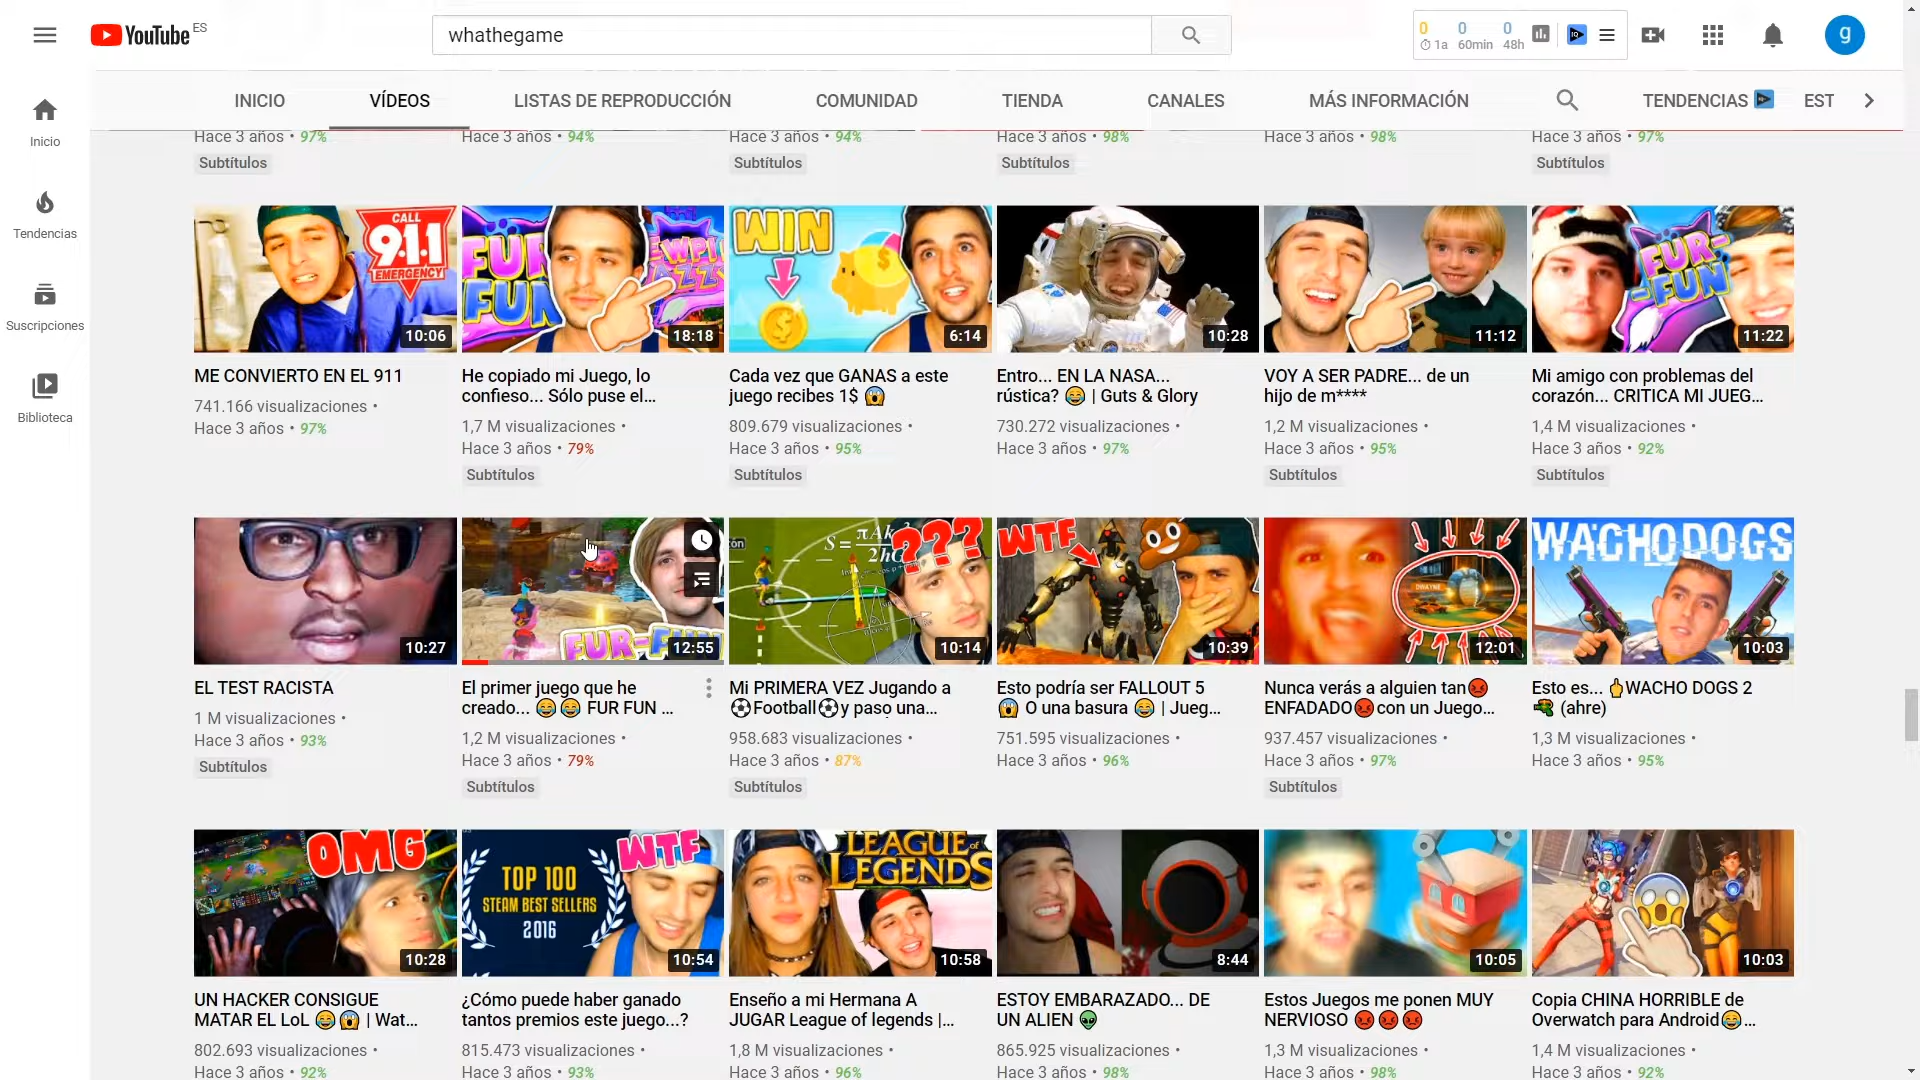 YouTube ES
whathegame
0 0 0
1a 60min 48h
g
INICIO VÍDEOS LISTAS DE REPRODUCCIÓN COMUNIDAD TIENDA CANALES MÁS INFORMACIÓN TENDENCIAS EST
Inicio
Tendencias
Suscripciones
Biblioteca
Hace 3 años • 97% Hace 3 años • 94% Hace 3 años • 94% Hace 3 años • 98% Hace 3 años • 98% Hace 3 años • 97%
Subtítulos Subtítulos Subtítulos Subtítulos
CALL
911
EMERGENCY
10:06
FUR
FUN
18:18
WIN
6:14
10:28
11:12
FUR-
-FUN
11:22
ME CONVIERTO EN EL 911
741.166 visualizaciones •
Hace 3 años • 97%
He copiado mi Juego, lo
confieso... Sólo puse el...
1,7 M visualizaciones •
Hace 3 años • 79%
Subtítulos
Cada vez que GANAS a este
juego recibes 1$ 😱
809.679 visualizaciones •
Hace 3 años • 95%
Subtítulos
Entro... EN LA NASA...
rústica? 😂 | Guts & Glory
730.272 visualizaciones •
Hace 3 años • 97%
VOY A SER PADRE... de un
hijo de m****
1,2 M visualizaciones •
Hace 3 años • 95%
Subtítulos
Mi amigo con problemas del
corazón... CRITICA MI JUEG...
1,4 M visualizaciones •
Hace 3 años • 92%
Subtítulos
10:27
FUR-FUN
12:55
???
10:14
WTF
10:39
DWAYNE
12:01
WACHODOGS
10:03
EL TEST RACISTA
1 M visualizaciones •
Hace 3 años • 93%
Subtítulos
El primer juego que he
creado... 😂😂 FUR FUN ...
1,2 M visualizaciones •
Hace 3 años • 79%
Subtítulos
Mi PRIMERA VEZ Jugando a
⚽Football⚽y paso una...
958.683 visualizaciones •
Hace 3 años • 87%
Subtítulos
Esto podría ser FALLOUT 5
😱 O una basura 😂 | Jueg...
751.595 visualizaciones •
Hace 3 años • 96%
Nunca verás a alguien tan😡
ENFADADO😡con un Juego...
937.457 visualizaciones •
Hace 3 años • 97%
Subtítulos
Esto es... 🖕WACHO DOGS 2
🔫 (ahre)
1,3 M visualizaciones •
Hace 3 años • 95%
OMG
10:28
WTF
TOP 100
STEAM BEST SELLERS
2016
10:54
LEAGUE of
LEGENDS
10:58
8:44
10:05
10:03
UN HACKER CONSIGUE
MATAR EL LoL 😂😱 | Wat...
802.693 visualizaciones •
Hace 3 años • 92%
¿Cómo puede haber ganado
tantos premios este juego...?
815.473 visualizaciones •
Hace 3 años • 93%
Enseño a mi Hermana A
JUGAR League of legends |...
1,8 M visualizaciones •
Hace 3 años • 96%
ESTOY EMBARAZADO... DE
UN ALIEN 👽
865.925 visualizaciones •
Hace 3 años • 98%
Estos Juegos me ponen MUY
NERVIOSO 😡😡😡
1,3 M visualizaciones •
Hace 3 años • 98%
Copia CHINA HORRIBLE de
Overwatch para Android😂...
1,4 M visualizaciones •
Hace 3 años • 92%